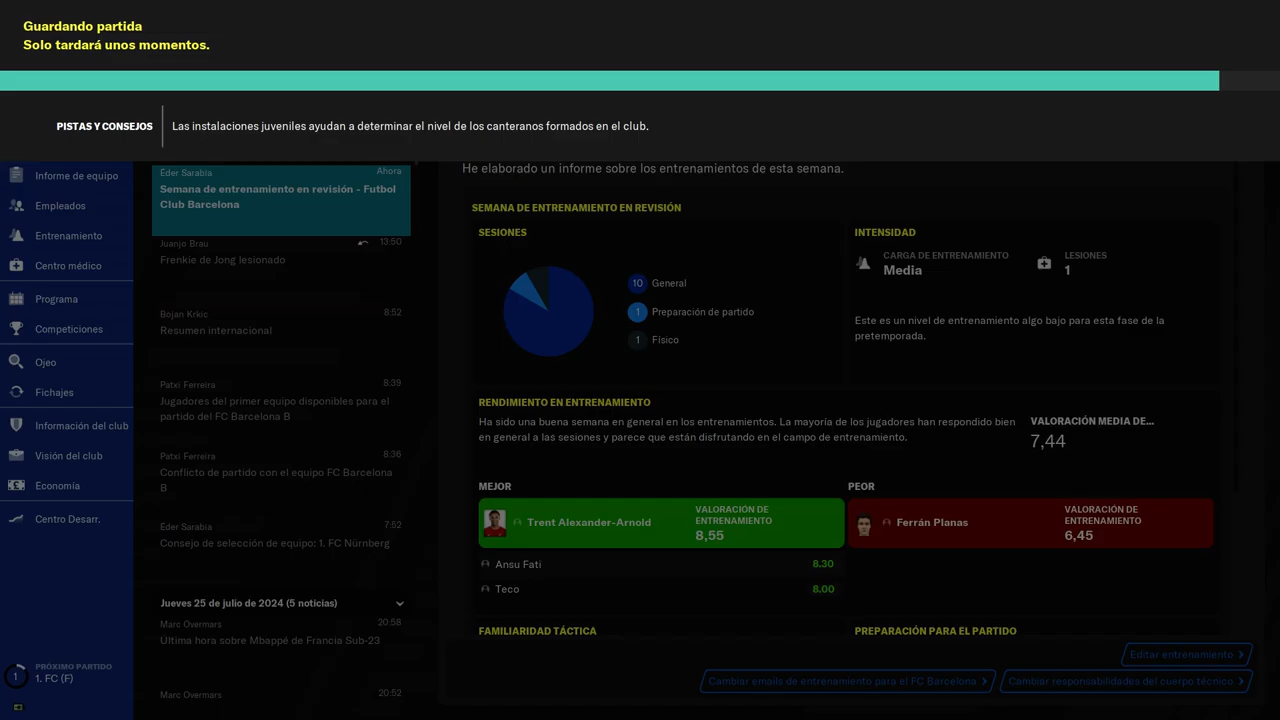 Guardando partida
Solo tardará unos momentos.
PISTAS Y CONSEJOS
Las instalaciones juveniles ayudan a determinar el nivel de los canteranos formados en el club.
Informe de equipo
Empleados
Entrenamiento
Centro médico
Programa
Competiciones
Ojeo
Fichajes
Información del club
Visión del club
Economía
Centro Desarr.
PRÓXIMO PARTIDO
1
1. FC (F)
Éder Sarabia
Ahora
Semana de entrenamiento en revisión - Futbol
Club Barcelona
Juanjo Brau
13:50
Frenkie de Jong lesionado
Bojan Krkic
8:52
Resumen internacional
Patxi Ferreira
8:39
Jugadores del primer equipo disponibles para el
partido del FC Barcelona B
Patxi Ferreira
8:36
Conflicto de partido con el equipo FC Barcelona
B
Éder Sarabia
7:52
Consejo de selección de equipo: 1. FC Nürnberg
Jueves 25 de julio de 2024 (5 noticias)
Marc Overmars
20:58
Última hora sobre Mbappé de Francia Sub-23
Marc Overmars
20:52
He elaborado un informe sobre los entrenamientos de esta semana.
SEMANA DE ENTRENAMIENTO EN REVISIÓN
SESIONES
10 General
1 Preparación de partido
1 Físico
INTENSIDAD
CARGA DE ENTRENAMIENTO
Media
LESIONES
1
Este es un nivel de entrenamiento algo bajo para esta fase de la
pretemporada.
RENDIMIENTO EN ENTRENAMIENTO
Ha sido una buena semana en general en los entrenamientos. La mayoría de los jugadores han respondido bien
en general a las sesiones y parece que están disfrutando en el campo de entrenamiento.
VALORACIÓN MEDIA DE...
7,44
MEJOR
Trent Alexander-Arnold
VALORACIÓN DE
ENTRENAMIENTO
8,55
Ansu Fati
8.30
Teco
8.00
PEOR
Ferrán Planas
VALORACIÓN DE
ENTRENAMIENTO
6,45
FAMILIARIDAD TÁCTICA
PREPARACIÓN PARA EL PARTIDO
Editar entrenamiento
Cambiar emails de entrenamiento para el FC Barcelona
Cambiar responsabilidades del cuerpo técnico